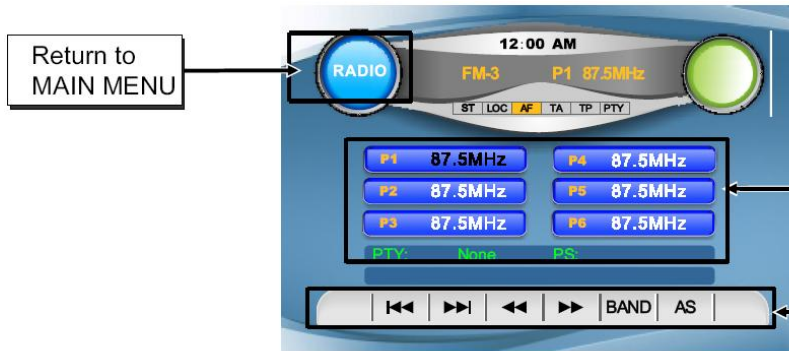 Return to
MAIN MENU
12:00 AM
RADIO
FM-3 P1 87.5MHz
ST LOC AF TA TP PTY
P1 87.5MHz P4 87.5MHz
P2 87.5MHz P5 87.5MHz
P3 87.5MHz P6 87.5MHz
PTY: None PS:
BAND AS